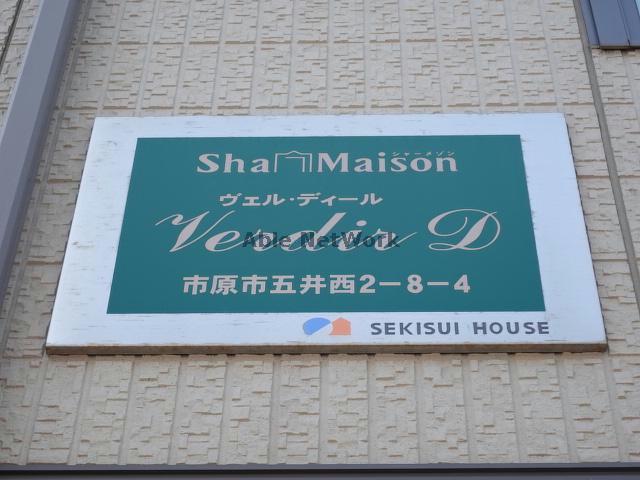 Sha Maison
シャーメゾン
ヴェル・ディール
Verdir D
Able NetWork
市原市五井西2-8-4
SEKISUI HOUSE